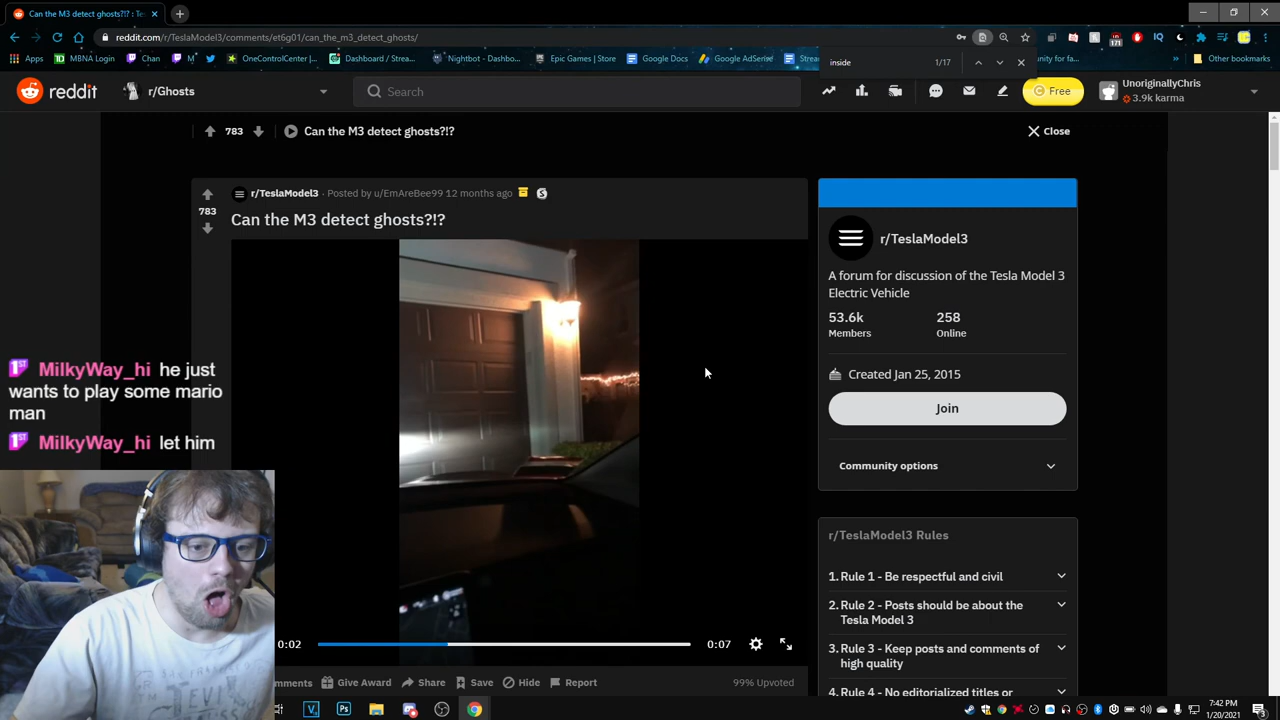 Can the M3 detect ghosts?!? : Te
reddit.com/r/TeslaModel3/comments/et6g01/can_the_m3_detect_ghosts/
Apps
MBNA Login
Chan
M
OneControlCenter |...
Dashboard / Strea...
Nightbot - Dashbo...
Epic Games | Store
Google Docs
Google AdSense
Strea
unity for fa...
Other bookmarks
inside
1/17
171
reddit
r/Ghosts
Search
Free
UnoriginallyChris
3.9k karma
783
Can the M3 detect ghosts?!?
Close
r/TeslaModel3 · Posted by u/EmAreBee99 12 months ago
783
Can the M3 detect ghosts?!?
r/TeslaModel3
A forum for discussion of the Tesla Model 3
Electric Vehicle
53.6k
258
Members
Online
Created Jan 25, 2015
Join
Community options
r/TeslaModel3 Rules
1. Rule 1 - Be respectful and civil
2. Rule 2 - Posts should be about the
Tesla Model 3
3. Rule 3 - Keep posts and comments of
high quality
4. Rule 4 - No editorialized titles or
1ST MilkyWay_hi he just
wants to play some mario
man
1ST MilkyWay_hi let him
0:02
0:07
mments
Give Award
Share
Save
Hide
Report
99% Upvoted
7:42 PM
1/20/2021